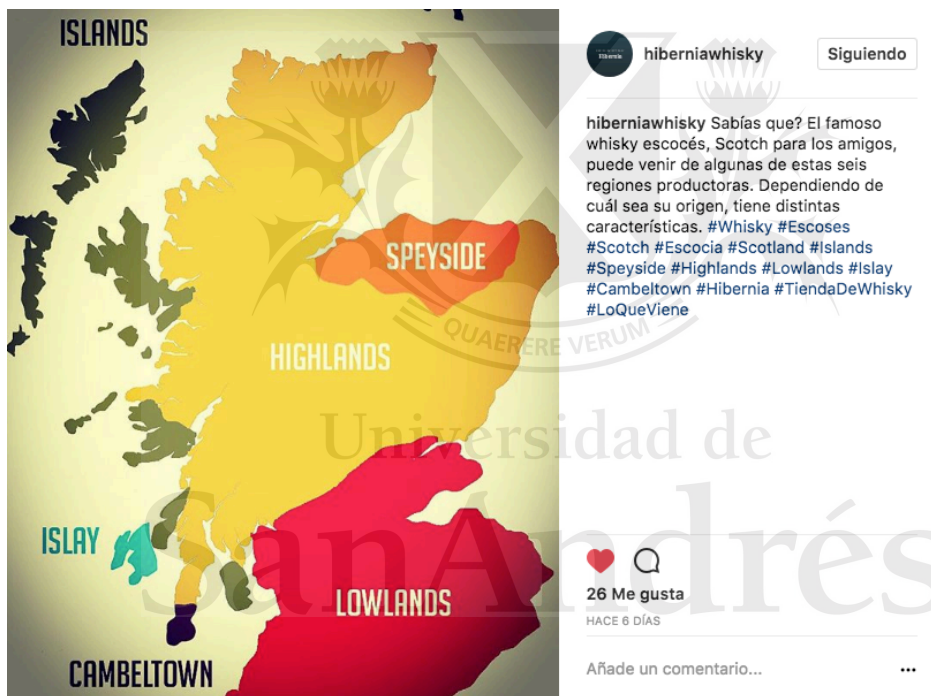 ISLANDS
SPEYSIDE
HIGHLANDS
ISLAY
LOWLANDS
CAMBELTOWN
Hibernia
hiberniawhisky
Siguiendo
hiberniawhisky Sabías que? El famoso
whisky escocés, Scotch para los amigos,
puede venir de algunas de estas seis
regiones productoras. Dependiendo de
cuál sea su origen, tiene distintas
características. #Whisky #Escoses
#Scotch #Escocia #Scotland #Islands
#Speyside #Highlands #Lowlands #Islay
#Cambeltown #Hibernia #TiendaDeWhisky
#LoQueViene
26 Me gusta
HACE 6 DÍAS
Añade un comentario...
QUAERERE VERUM
Universidad de
SanAndrés